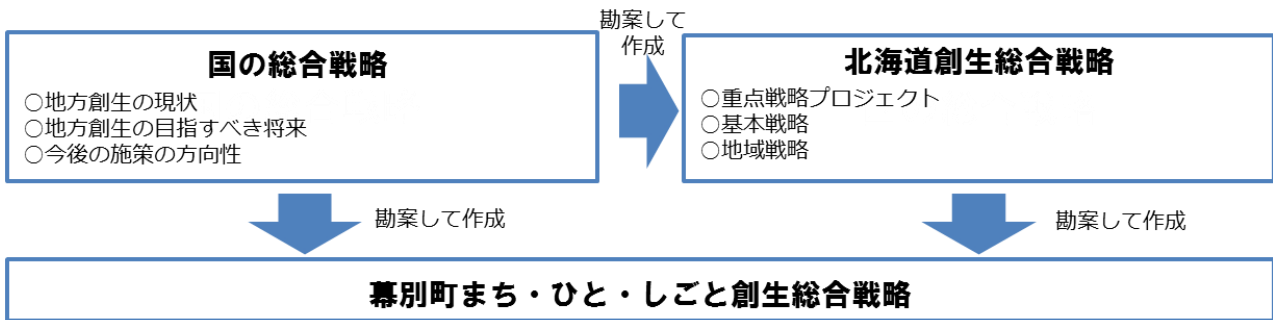 国の総合戦略
○地方創生の現状
○地方創生の目指すべき将来
○今後の施策の方向性
勘案して
作成
北海道創生総合戦略
○重点戦略プロジェクト
○基本戦略
○地域戦略
勘案して作成
勘案して作成
幕別町まち・ひと・しごと創生総合戦略